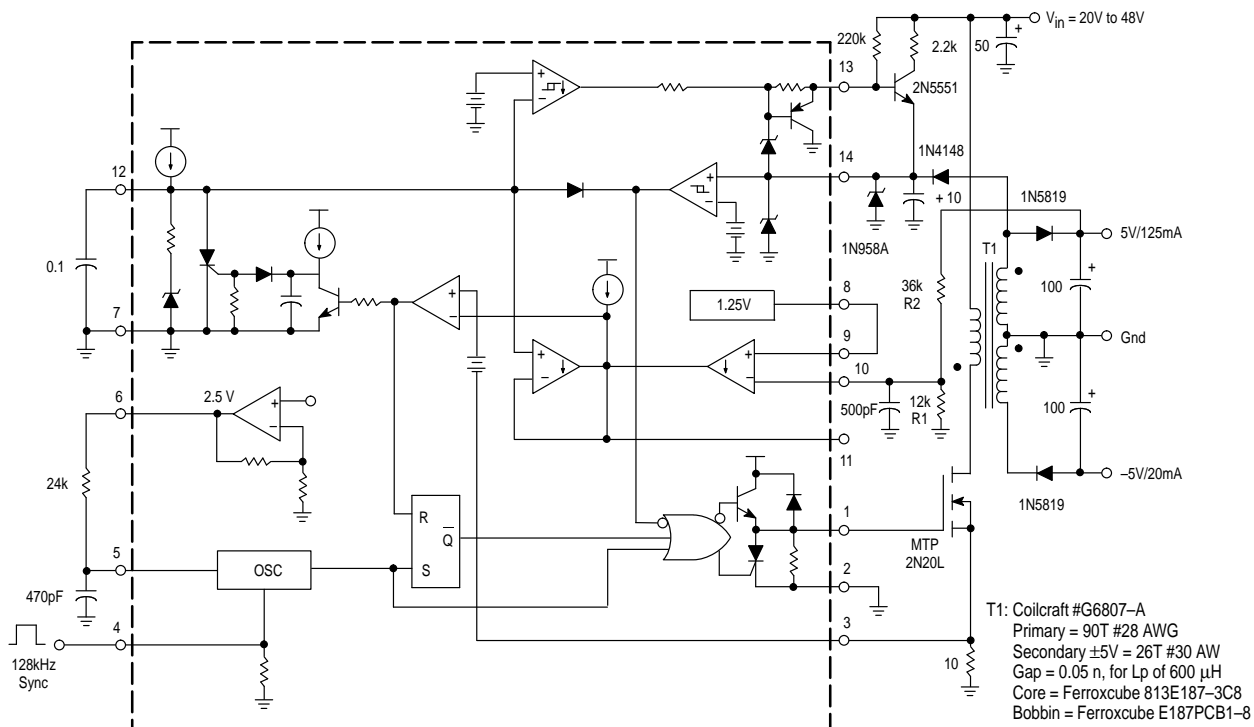 Vin = 20V to 48V
220k
2.2k
50
+
13
2N5551
+
–
1N4148
14
12
+
–
+ 10
1N5819
5V/125mA
1N958A
T1
0.1
36k
R2
100
+
8
1.25V
7
+
–
9
Gnd
+
–
+
–
10
6
2.5 V
+
–
500pF
12k
R1
100
+
11
24k
–5V/20mA
1N5819
R
Q
S
1
MTP
2N20L
5
OSC
2
470pF
4
3
128kHz
Sync
10
T1: Coilcraft #G6807–A
Primary = 90T #28 AWG
Secondary ±5V = 26T #30 AW
Gap = 0.05 n, for Lp of 600 μH
Core = Ferroxcube 813E187–3C8
Bobbin = Ferroxcube E187PCB1–8